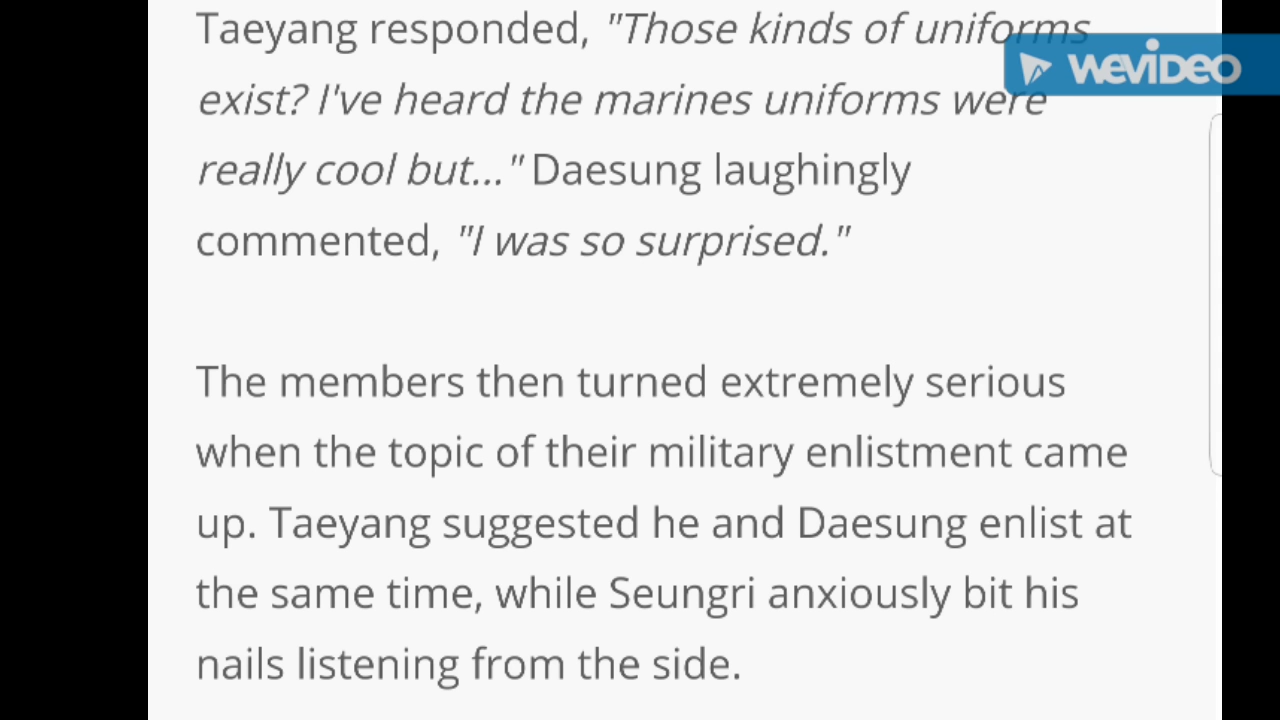 Taeyang responded, "Those kinds of uniforms
WEVIDEO
exist? I've heard the marines uniforms were
really cool but..." Daesung laughingly
commented, "I was so surprised."
The members then turned extremely serious
when the topic of their military enlistment came
up. Taeyang suggested he and Daesung enlist at
the same time, while Seungri anxiously bit his
nails listening from the side.